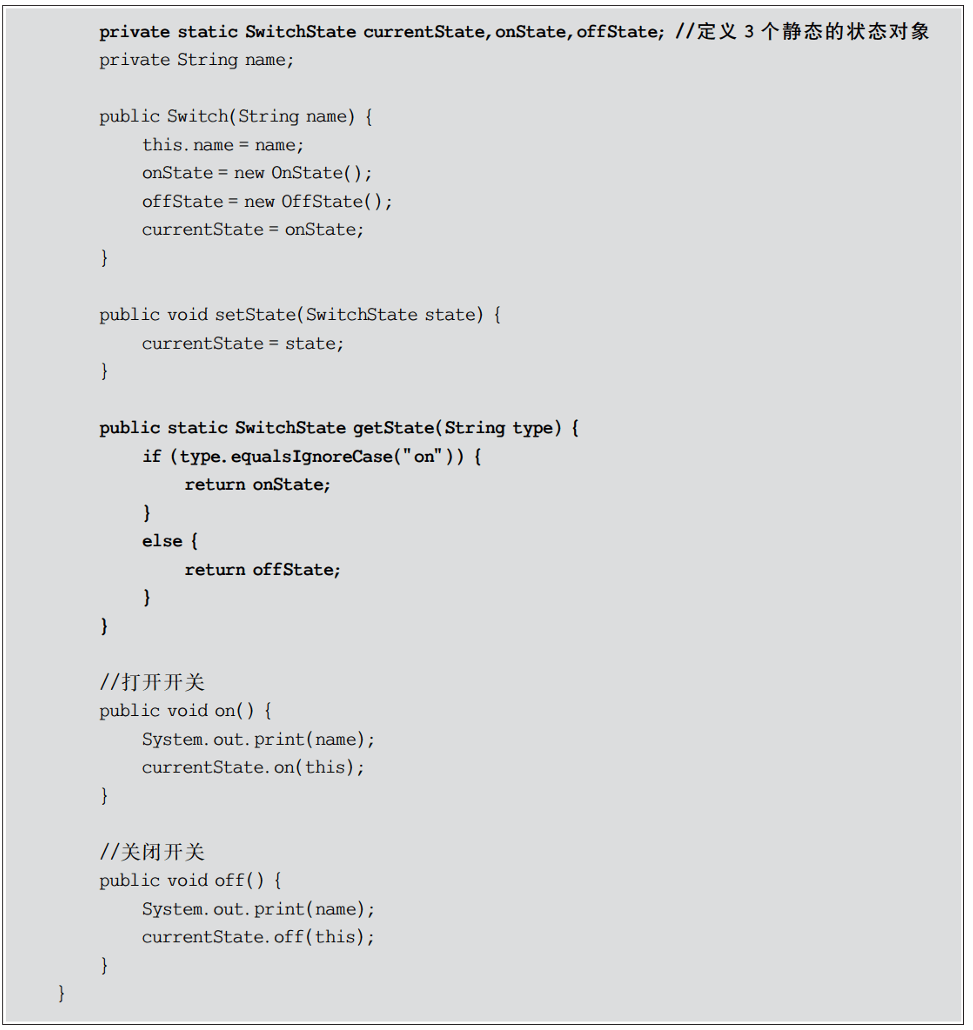 private static SwitchState currentState,onState,offState; //定义 3 个静态的状态对象
private String name;
public Switch(String name) {
this.name = name;
onState = new OnState();
offState = new OffState();
currentState = onState;
}
public void setState(SwitchState state) {
currentState = state;
}
public static SwitchState getState(String type) {
if (type.equalsIgnoreCase("on")) {
return onState;
}
else {
return offState;
}
}
//打开开关
public void on() {
System.out.print(name);
currentState.on(this);
}
//关闭开关
public void off() {
System.out.print(name);
currentState.off(this);
}
}